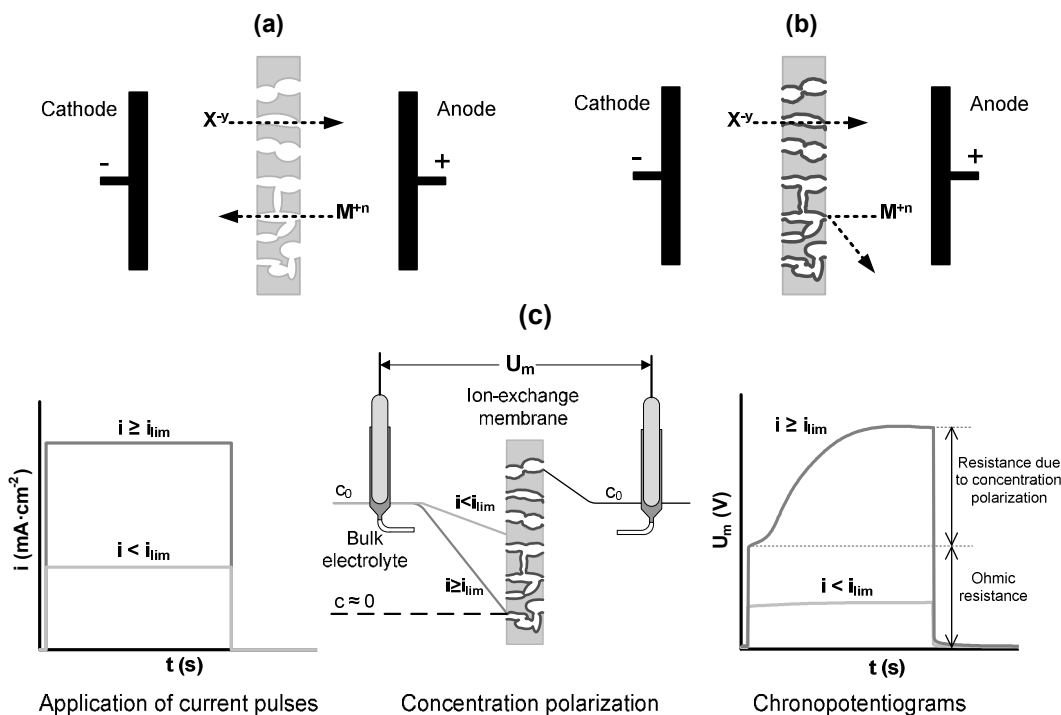 (a)
Cathode
Anode
X-y
-
+
M+n
(b)
Cathode
Anode
X-y
-
+
M+n
(c)
Um
Ion-exchange
membrane
i ≥ ilim
i < ilim
i (mA·cm-2)
t (s)
Application of current pulses
c0
i<ilim
c0
Bulk
electrolyte
i≥ilim
c ≈ 0
Concentration polarization
i ≥ ilim
Resistance due
to concentration
polarization
Um (V)
i < ilim
Ohmic
resistance
t (s)
Chronopotentiograms